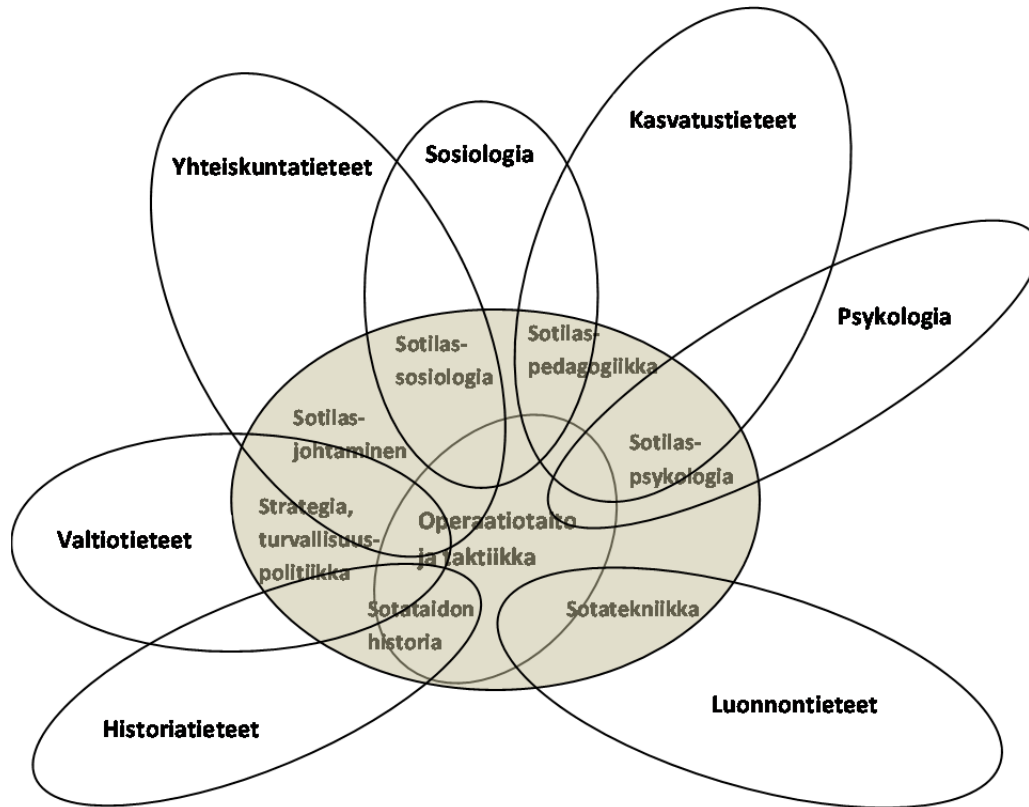 Kasvatustieteet
Sosiologia
Yhteiskuntatieteet
Psykologia
Sotilas-
sosiologia
Sotilas-
pedagogiikka
Sotilas-
johtaminen
Sotilas-
psykologia
Strategia,
turvallisuus-
politiikka
Operaatiotaito
ja taktiikka
Valtiotieteet
Sotataidon
historia
Sotatekniikka
Historiatieteet
Luonnontieteet